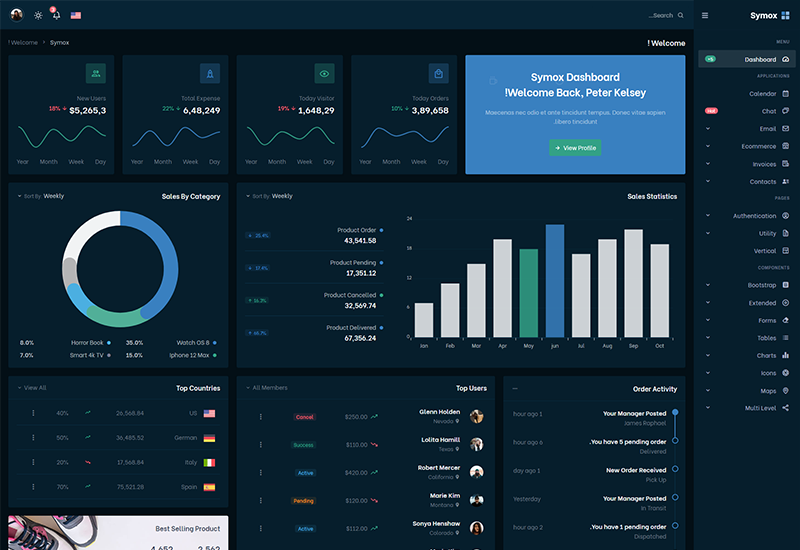 Search...
Symox
! Welcome › Symox
! Welcome
MENU
Dashboard
+5
APPLICATIONS
Calendar
Chat
Hot
Email
Ecommerce
Invoices
Contacts
PAGES
Authentication
Utility
Vertical
COMPONENTS
Bootstrap
Extended
Forms
Tables
Charts
Icons
Maps
Multi Level
New Users
18% ↓ $5,265,3
Year Month Week Day
Total Expense
22% ↓ 6,48,249
Year Month Week Day
Today Visitor
19% ↓ 1,648,29
Year Month Week Day
Today Orders
10% ↓ 3,89,658
Year Month Week Day
Symox Dashboard
!Welcome Back, Peter Kelsey
Maecenas nec odio et ante tincidunt tempus. Donec vitae sapien
.libero tincidunt
→ View Profile
Sort By Weekly
Sales By Category
8.0% Horror Book 35.0% Watch OS 8
7.0% Smart 4k TV 15.0% Iphone 12 Max
Sort By Weekly
Sales Statistics
Product Order
25.4% 43,541.58
Product Pending
17.4% 17,351.12
Product Cancelled
16.3% 32,569.74
Product Delivered
67,356.24
24
18
12
6
0
Jan Feb Mar Apr May jun Jul Aug Sep Oct
View All
Top Countries
40% 26,568.84 US
50% 36,485.52 German
20% 17,568.84 Italy
70% 75,521.28 Spain
Best Selling Product
4,652 2,562
All Members
Top Users
Cancel $250.00 Glenn Holden
Nevada
Success $110.00 Lolita Hamill
Texas
Active $420.00 Robert Mercer
California
Pending $120.00 Marie Kim
Montana
Active $112.00 Sonya Henshaw
Colorado
Order Activity
hour ago 1 Your Manager Posted
James Raphael
hour ago 6 .You have 5 pending order
Delivered
day ago 1 New Order Received
Pick Up
Yesterday Your Manager Posted
In Transit
hour ago 2 .You have 1 pending order
Dispatched